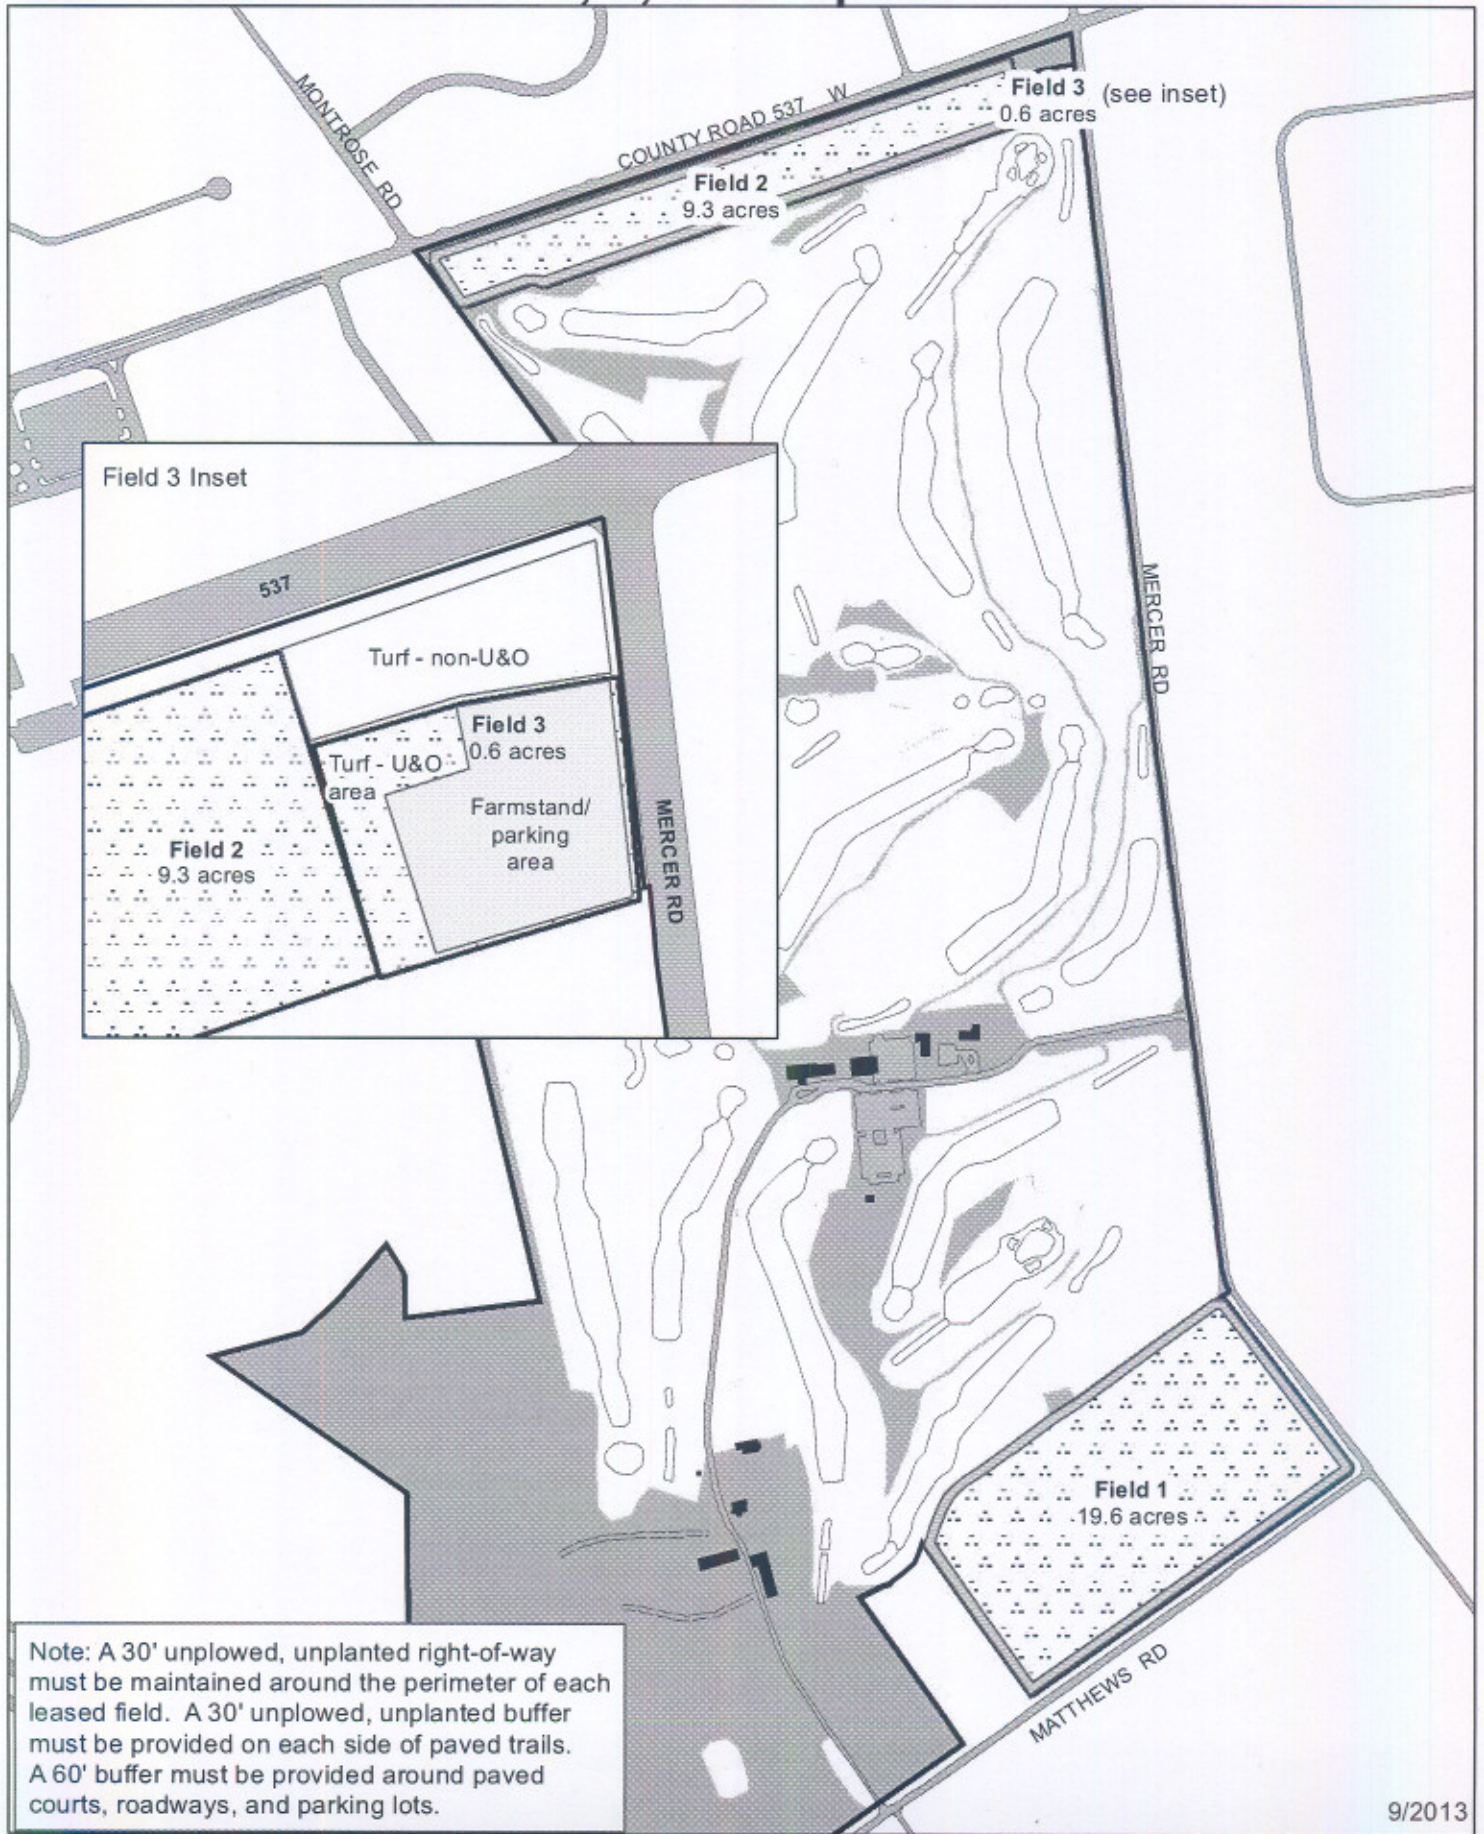 MONTROSE RD
COUNTY ROAD 537 W
Field 3 (see inset)
0.6 acres
Field 2
9.3 acres
Field 3 Inset
537
Turf - non-U&O
Field 3
0.6 acres
Turf - U&O
area
Farmstand/
parking
area
Field 2
9.3 acres
MERCER RD
MERCER RD
Field 1
19.6 acres
MATTHEWS RD
Note: A 30' unplowed, unplanted right-of-way
must be maintained around the perimeter of each
leased field. A 30' unplowed, unplanted buffer
must be provided on each side of paved trails.
A 60' buffer must be provided around paved
courts, roadways, and parking lots.
9/2013